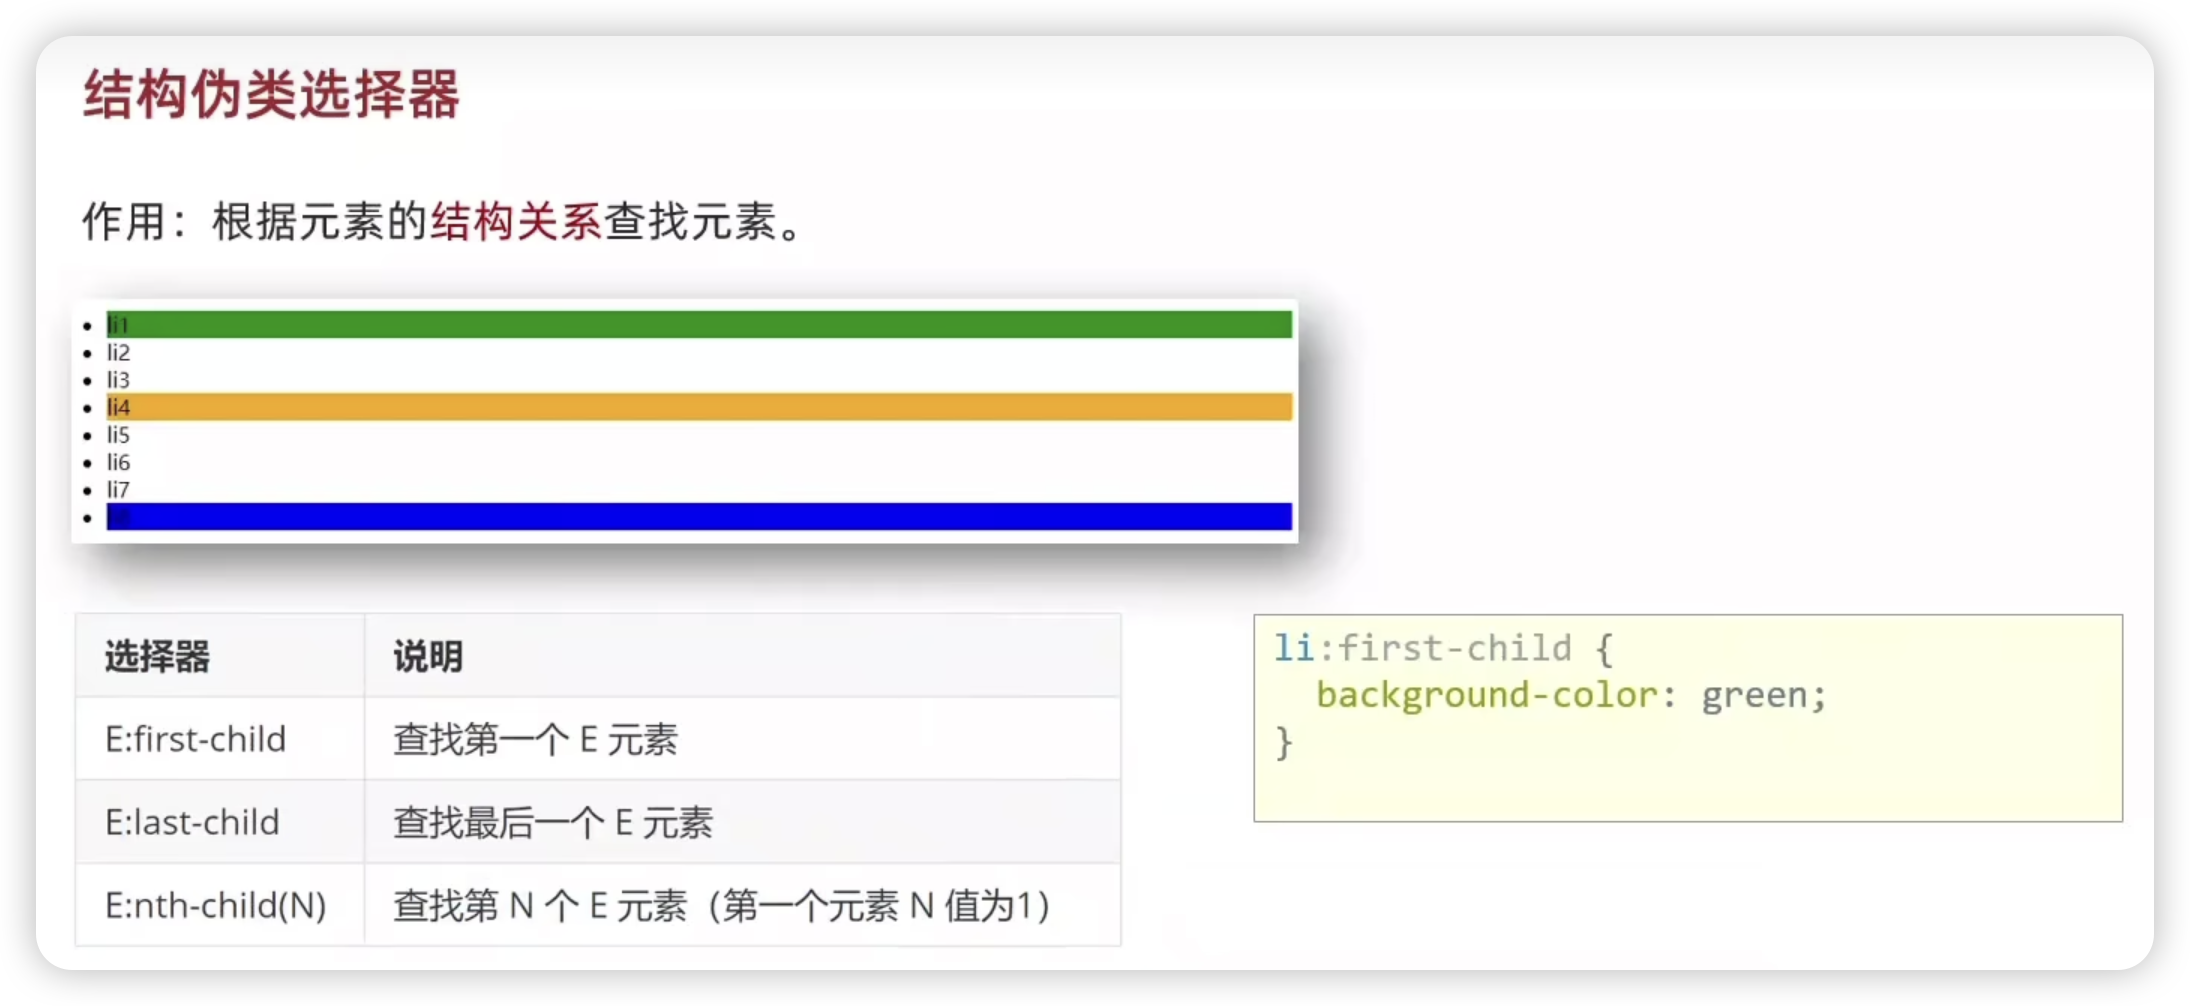 结构伪类选择器
作用：根据元素的结构关系查找元素。
li1
li2
li3
li4
li5
li6
li7
选择器 说明
E:first-child 查找第一个 E 元素
E:last-child 查找最后一个 E 元素
E:nth-child(N) 查找第 N 个 E 元素（第一个元素 N 值为1）
li:first-child {
background-color: green;
}